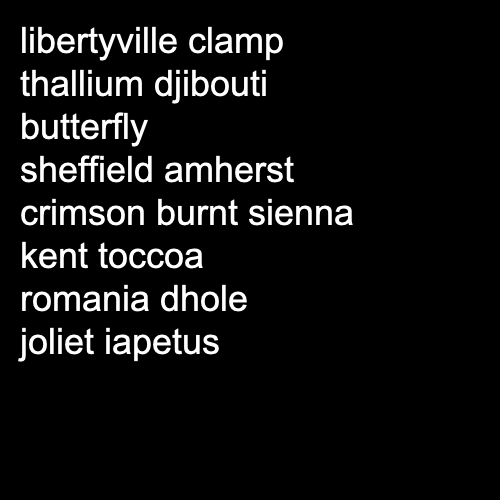 libertyville clamp
thallium djibouti
butterfly
sheffield amherst
crimson burnt sienna
kent toccoa
romania dhole
joliet iapetus